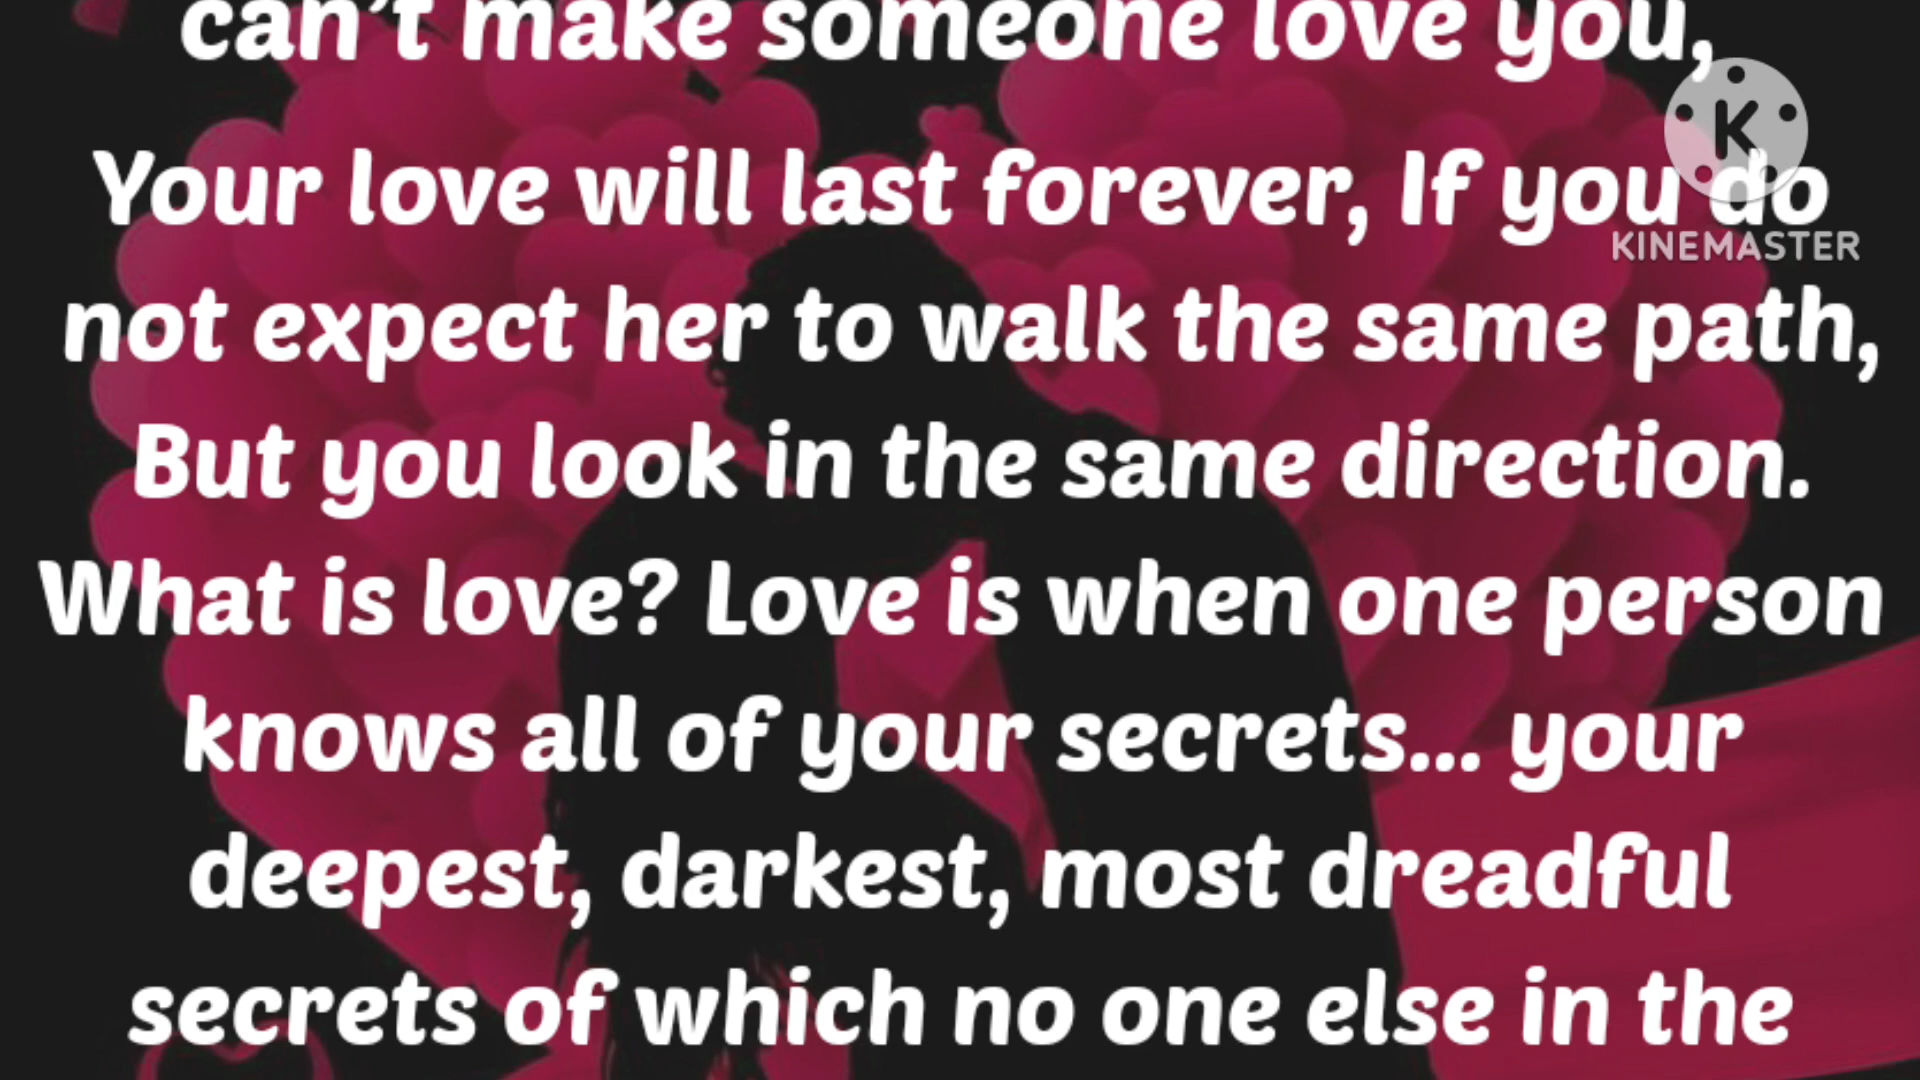 can't make someone love you,
Your love will last forever, If you do
not expect her to walk the same path,
But you look in the same direction.
What is love? Love is when one person
knows all of your secrets... your
deepest, darkest, most dreadful
secrets of which no one else in the
K
KINEMASTER